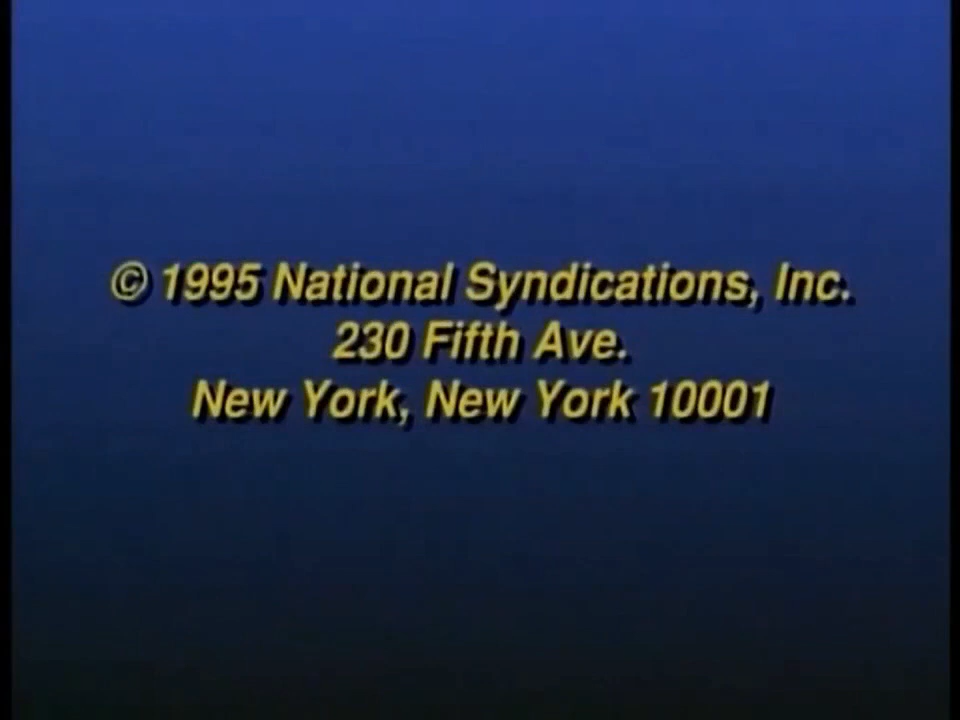 © 1995 National Syndications, Inc.
230 Fifth Ave.
New York, New York 10001